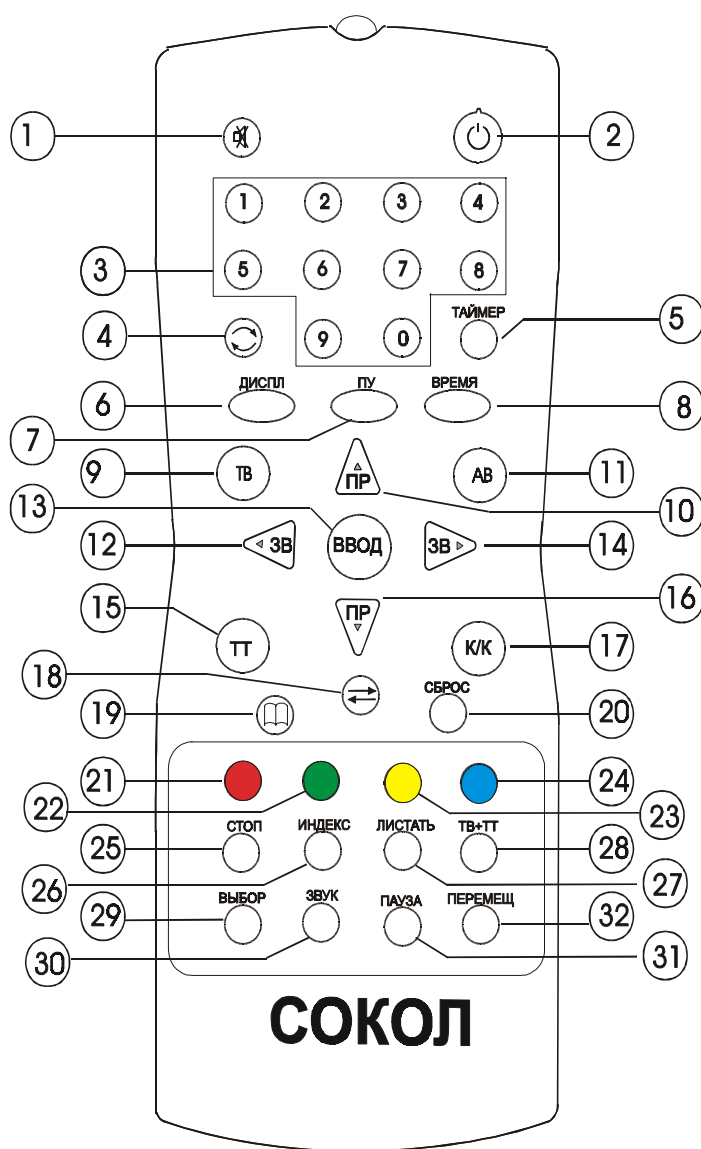 1 2
1 2 3 4
3 5 6 7 8
4 9 0 ТАЙМЕР 5
6 ДИСПЛ ПУ ВРЕМЯ 8
7
9 ТВ ПР АВ 11
10
13
12 ЗВ ВВОД ЗВ 14
15 ПР 16
ТТ К/К 17
18
19 СБРОС 20
21 24
22 23
25 СТОП ИНДЕКС ЛИСТАТЬ ТВ+ТТ 28
26 27
29 ВЫБОР ЗВУК ПАУЗА ПЕРЕМЕЩ 32
30 31
СОКОЛ